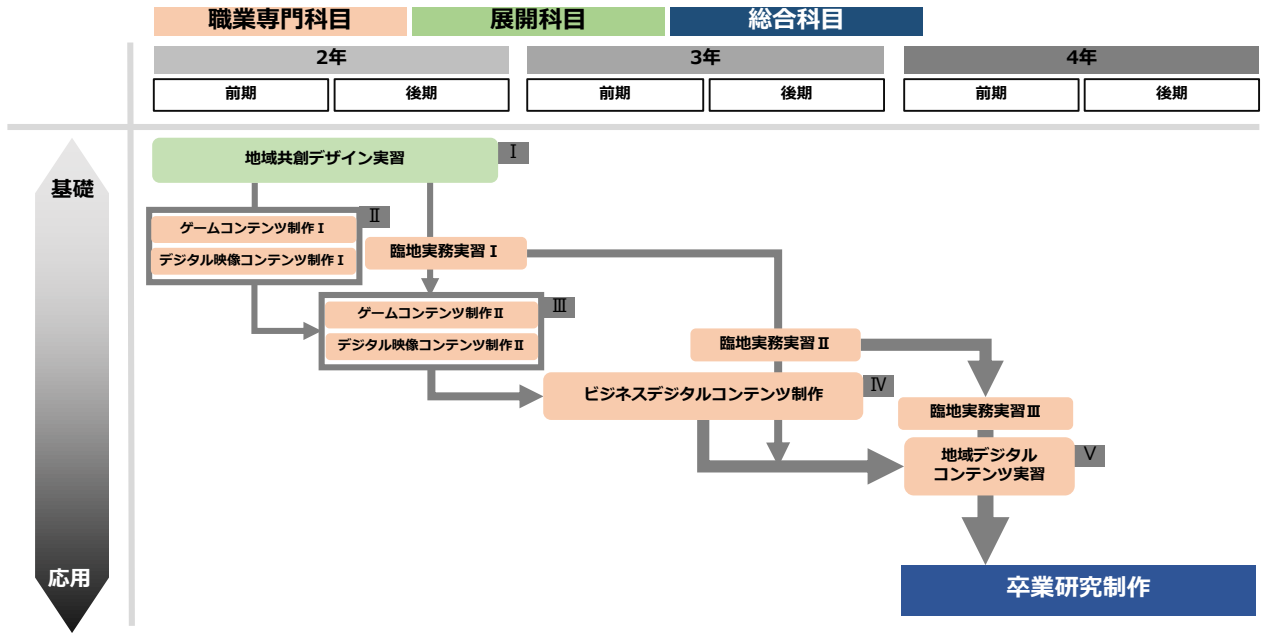 職業専門科目
展開科目
総合科目
2年
3年
4年
前期
後期
前期
後期
前期
後期
基礎
地域共創デザイン実習
Ⅰ
Ⅱ
ゲームコンテンツ制作Ⅰ
デジタル映像コンテンツ制作Ⅰ
臨地実務実習Ⅰ
Ⅲ
ゲームコンテンツ制作Ⅱ
デジタル映像コンテンツ制作Ⅱ
臨地実務実習Ⅱ
Ⅳ
ビジネスデジタルコンテンツ制作
臨地実務実習Ⅲ
Ⅴ
地域デジタル
コンテンツ実習
応用
卒業研究制作